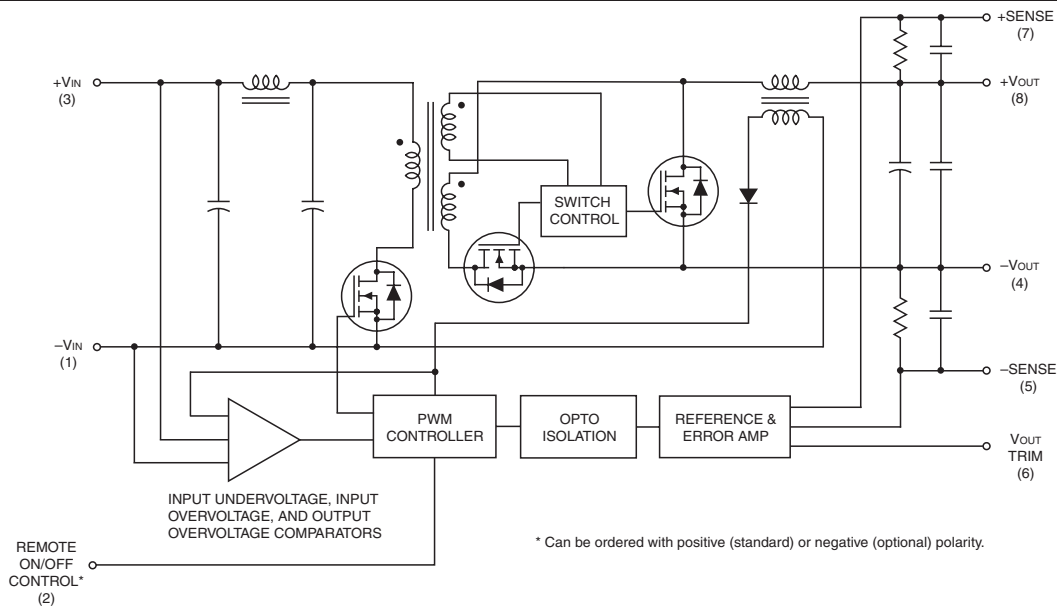 +SENSE
(7)
+VIN
(3)
+VOUT
(8)
SWITCH
CONTROL
−VOUT
(4)
−VIN
(1)
−SENSE
(5)
PWM
CONTROLLER
OPTO
ISOLATION
REFERENCE &
ERROR AMP
VOUT
TRIM
(6)
INPUT UNDERVOLTAGE, INPUT
OVERVOLTAGE, AND OUTPUT
OVERVOLTAGE COMPARATORS
REMOTE
ON/OFF
CONTROL*
(2)
* Can be ordered with positive (standard) or negative (optional) polarity.